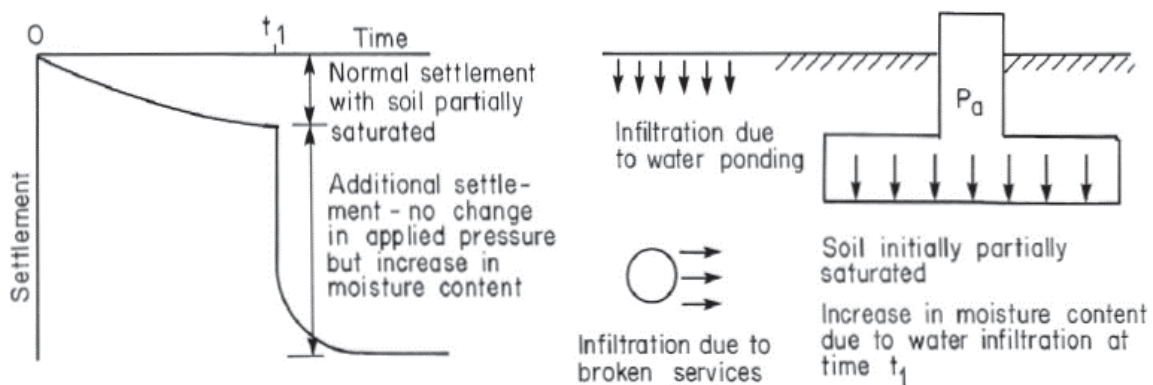 O
t1
Time
Normal settlement
with soil partially
saturated
Additional settle-
ment - no change
in applied pressure
but increase in
moisture content
Settlement
Infiltration due
to water ponding
Infiltration due to
broken services
Pa
Soil initially partially
saturated
Increase in moisture content
due to water infiltration at
time t1